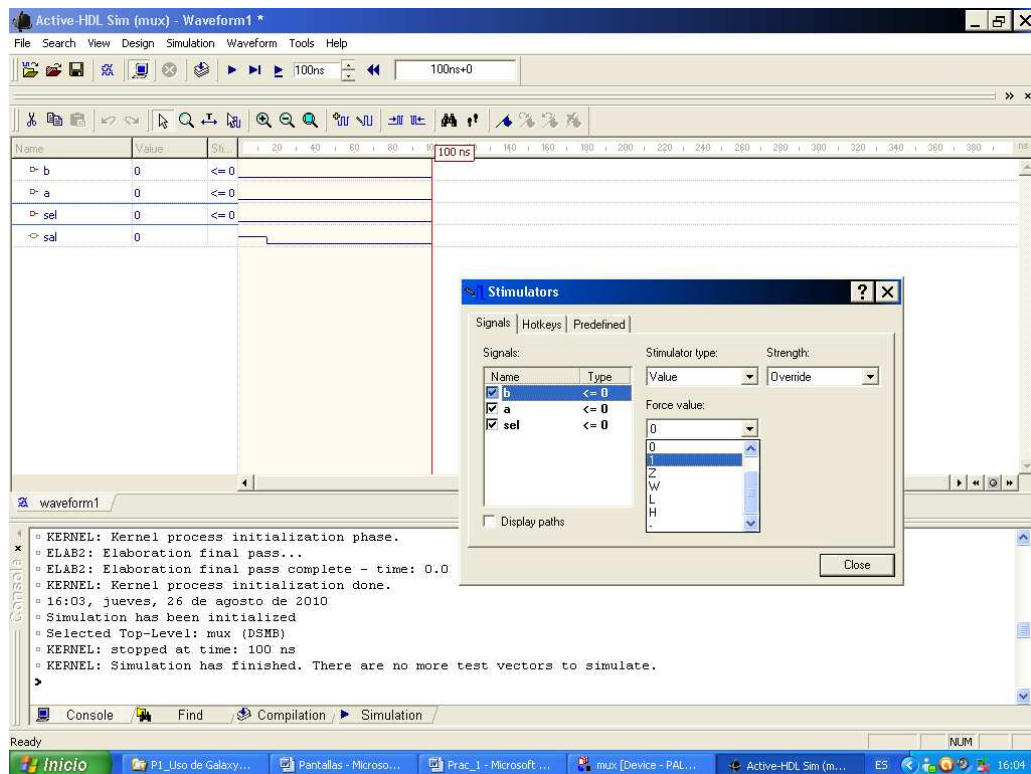 Active-HDL Sim (mux) - Waveform1 *
File Search View Design Simulation Waveform Tools Help
100ns 100ns+0
Name Value Sti... 20 40 60 80 100 ns 140 160 180 200 220 240 260 280 300 320 340 360 380 ns
b 0 <= 0
a 0 <= 0
sel 0 <= 0
sal 0
Stimulators
Signals Hotkeys Predefined
Signals: Stimulator type: Strength:
Name Type Value Override
b <= 0
a <= 0 Force value:
sel <= 0 0
0
1
Z
W
L
H
-
Display paths
Close
waveform1
KERNEL: Kernel process initialization phase.
ELAB2: Elaboration final pass...
ELAB2: Elaboration final pass complete - time: 0.0
KERNEL: Kernel process initialization done.
16:03, jueves, 26 de agosto de 2010
Simulation has been initialized
Selected Top-Level: mux (DSMB)
KERNEL: stopped at time: 100 ns
KERNEL: Simulation has finished. There are no more test vectors to simulate.
>
Consola
Console Find Compilation Simulation
Ready NUM
Inicio P1_Uso de Galaxy... Pantallas - Microso... Prac_1 - Microsoft ... mux [Device - PAL... Active-HDL Sim (m... ES 16:04